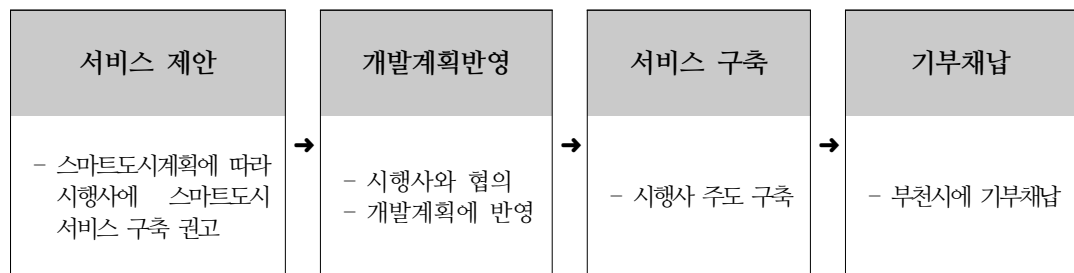 서비스 제안
- 스마트도시계획에 따라
시행사에 스마트도시
서비스 구축 권고
➜
개발계획반영
- 시행사와 협의
- 개발계획에 반영
➜
서비스 구축
- 시행사 주도 구축
➜
기부채납
- 부천시에 기부채납